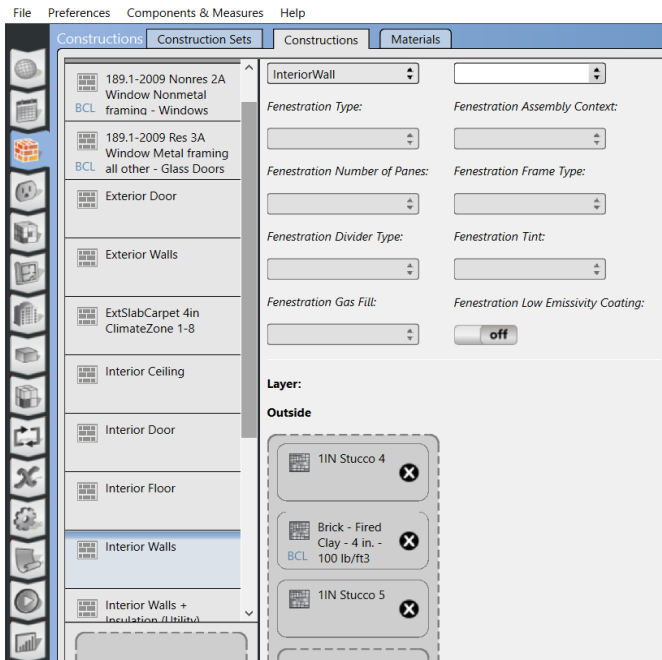 File Preferences Components & Measures Help
Constructions Construction Sets Constructions Materials
189.1-2009 Nonres 2A
Window Nonmetal
BCL framing - Windows
189.1-2009 Res 3A
Window Metal framing
BCL all other - Glass Doors
Exterior Door
Exterior Walls
ExtSlabCarpet 4in
ClimateZone 1-8
Interior Ceiling
Interior Door
Interior Floor
Interior Walls
Interior Walls +
Insulation (Utility)
InteriorWall
Fenestration Type: Fenestration Assembly Context:
Fenestration Number of Panes: Fenestration Frame Type:
Fenestration Divider Type: Fenestration Tint:
Fenestration Gas Fill: Fenestration Low Emissivity Coating:
off
Layer:
Outside
1IN Stucco 4
Brick - Fired
Clay - 4 in. -
BCL 100 lb/ft3
1IN Stucco 5